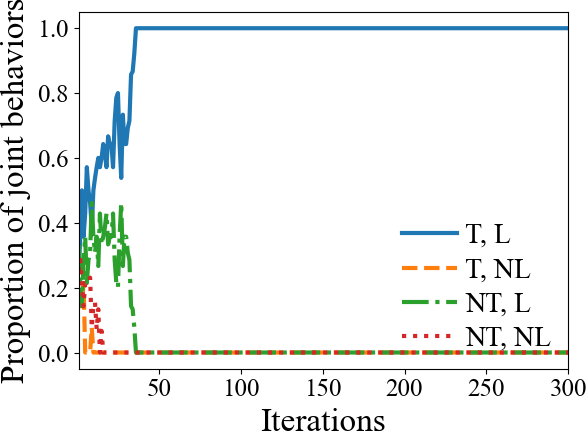 Proportion of joint behaviors
1.0
0.8
0.6
0.4
0.2
0.0
T, L
T, NL
NT, L
NT, NL
50 100 150 200 250 300
Iterations